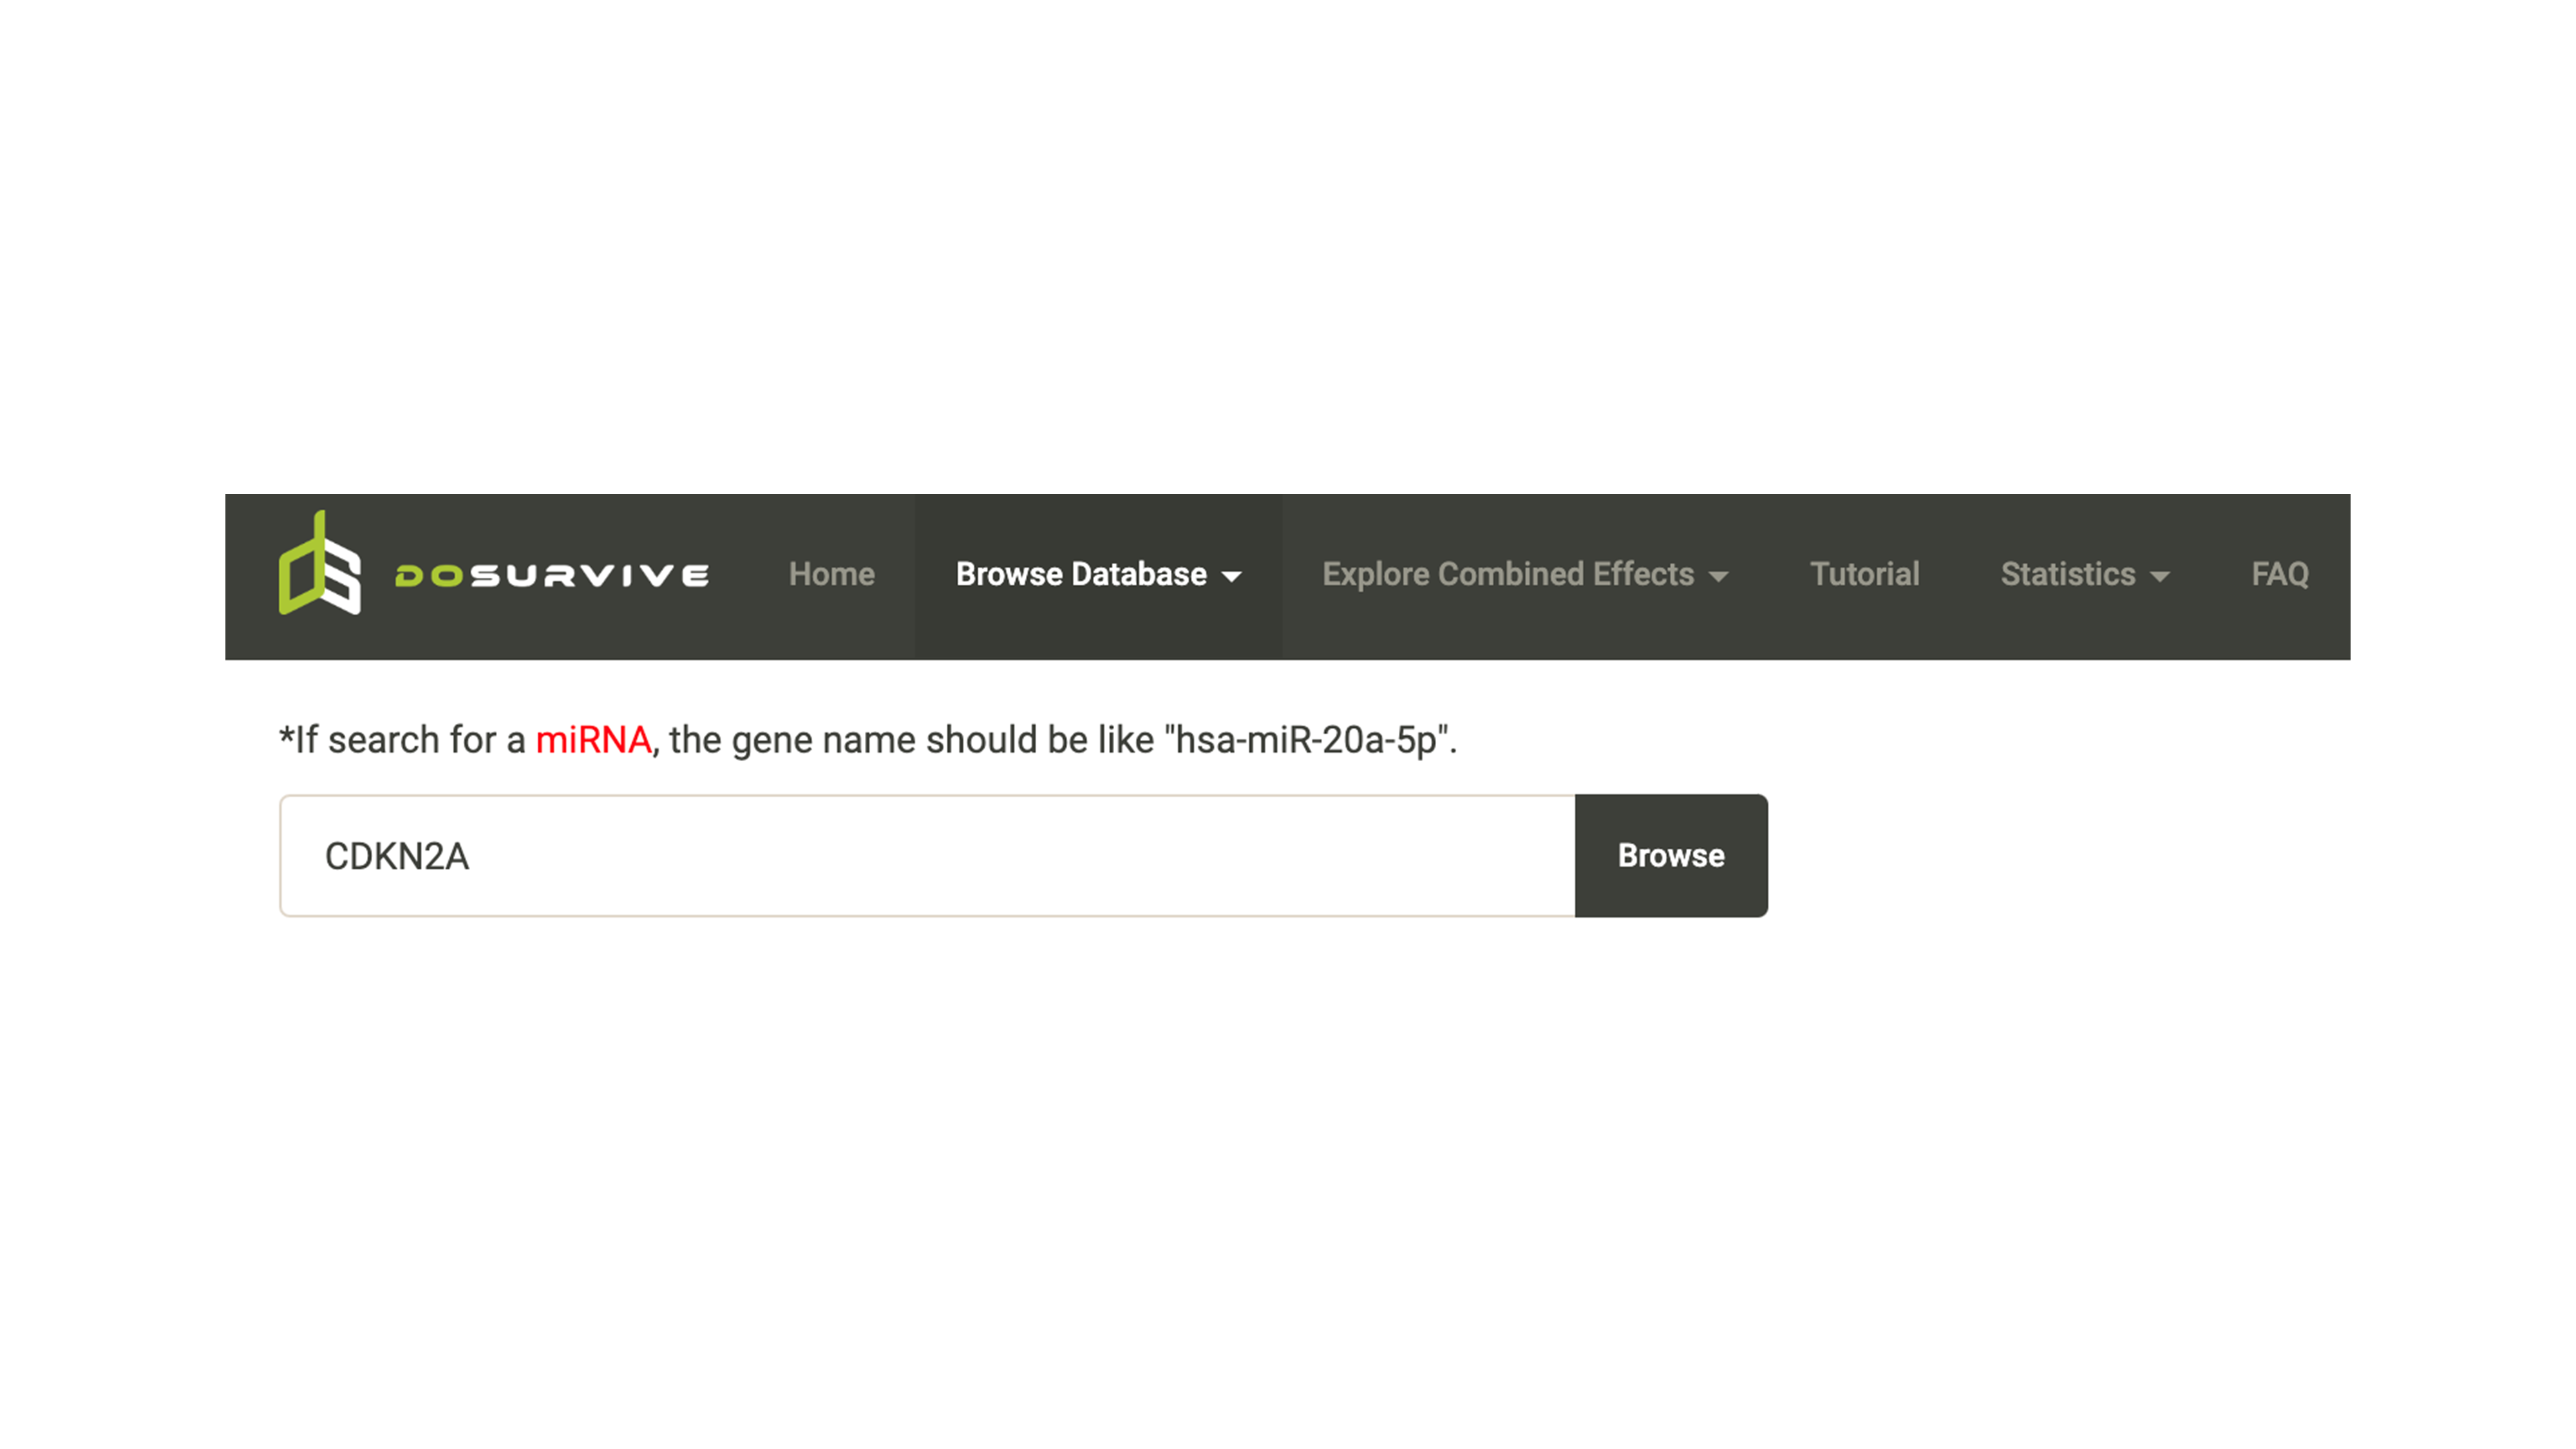 DOSURVIVE Home Browse Database Explore Combined Effects Tutorial Statistics FAQ
*If search for a miRNA, the gene name should be like "hsa-miR-20a-5p".
CDKN2A Browse